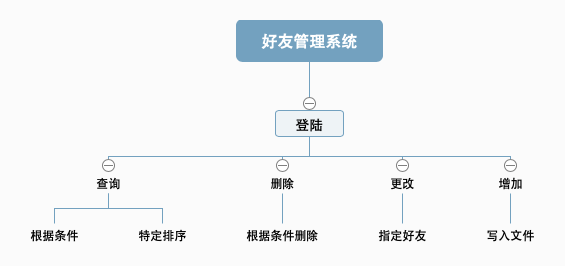 好友管理系统
登陆
查询
删除
更改
增加
根据条件
特定排序
根据条件删除
指定好友
写入文件